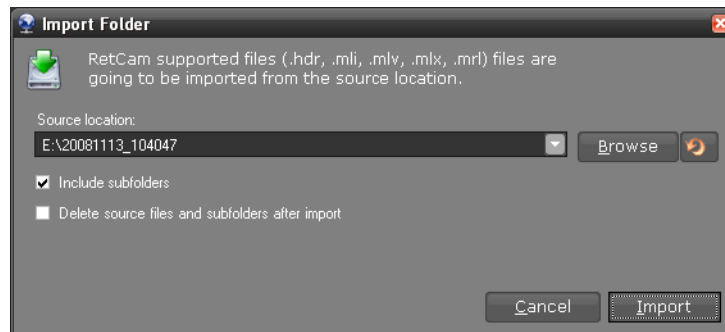 Import Folder
RetCam supported files (.hdr, .mli, .mlv, .mlx, .mrl) files are
going to be imported from the source location.
Source location:
E:\20081113_104047
Browse
Include subfolders
Delete source files and subfolders after import
Cancel
Import